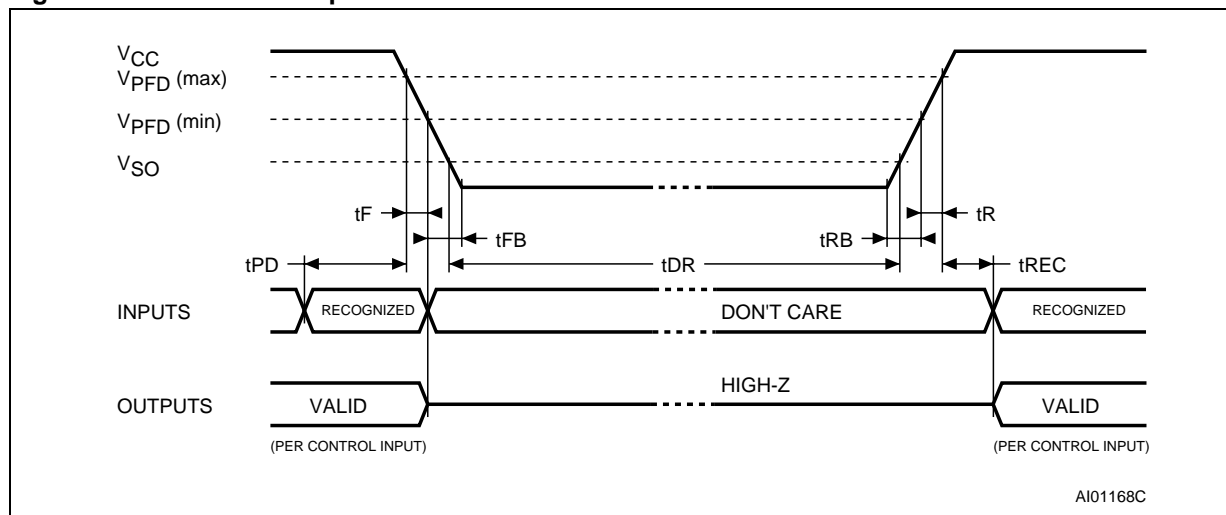 VCC
VPFD (max)
VPFD (min)
VSO
tF
tFB
tRB
tR
tPD
tDR
tREC
INPUTS
RECOGNIZED
DON'T CARE
RECOGNIZED
HIGH-Z
OUTPUTS
VALID
VALID
(PER CONTROL INPUT)
(PER CONTROL INPUT)
AI01168C